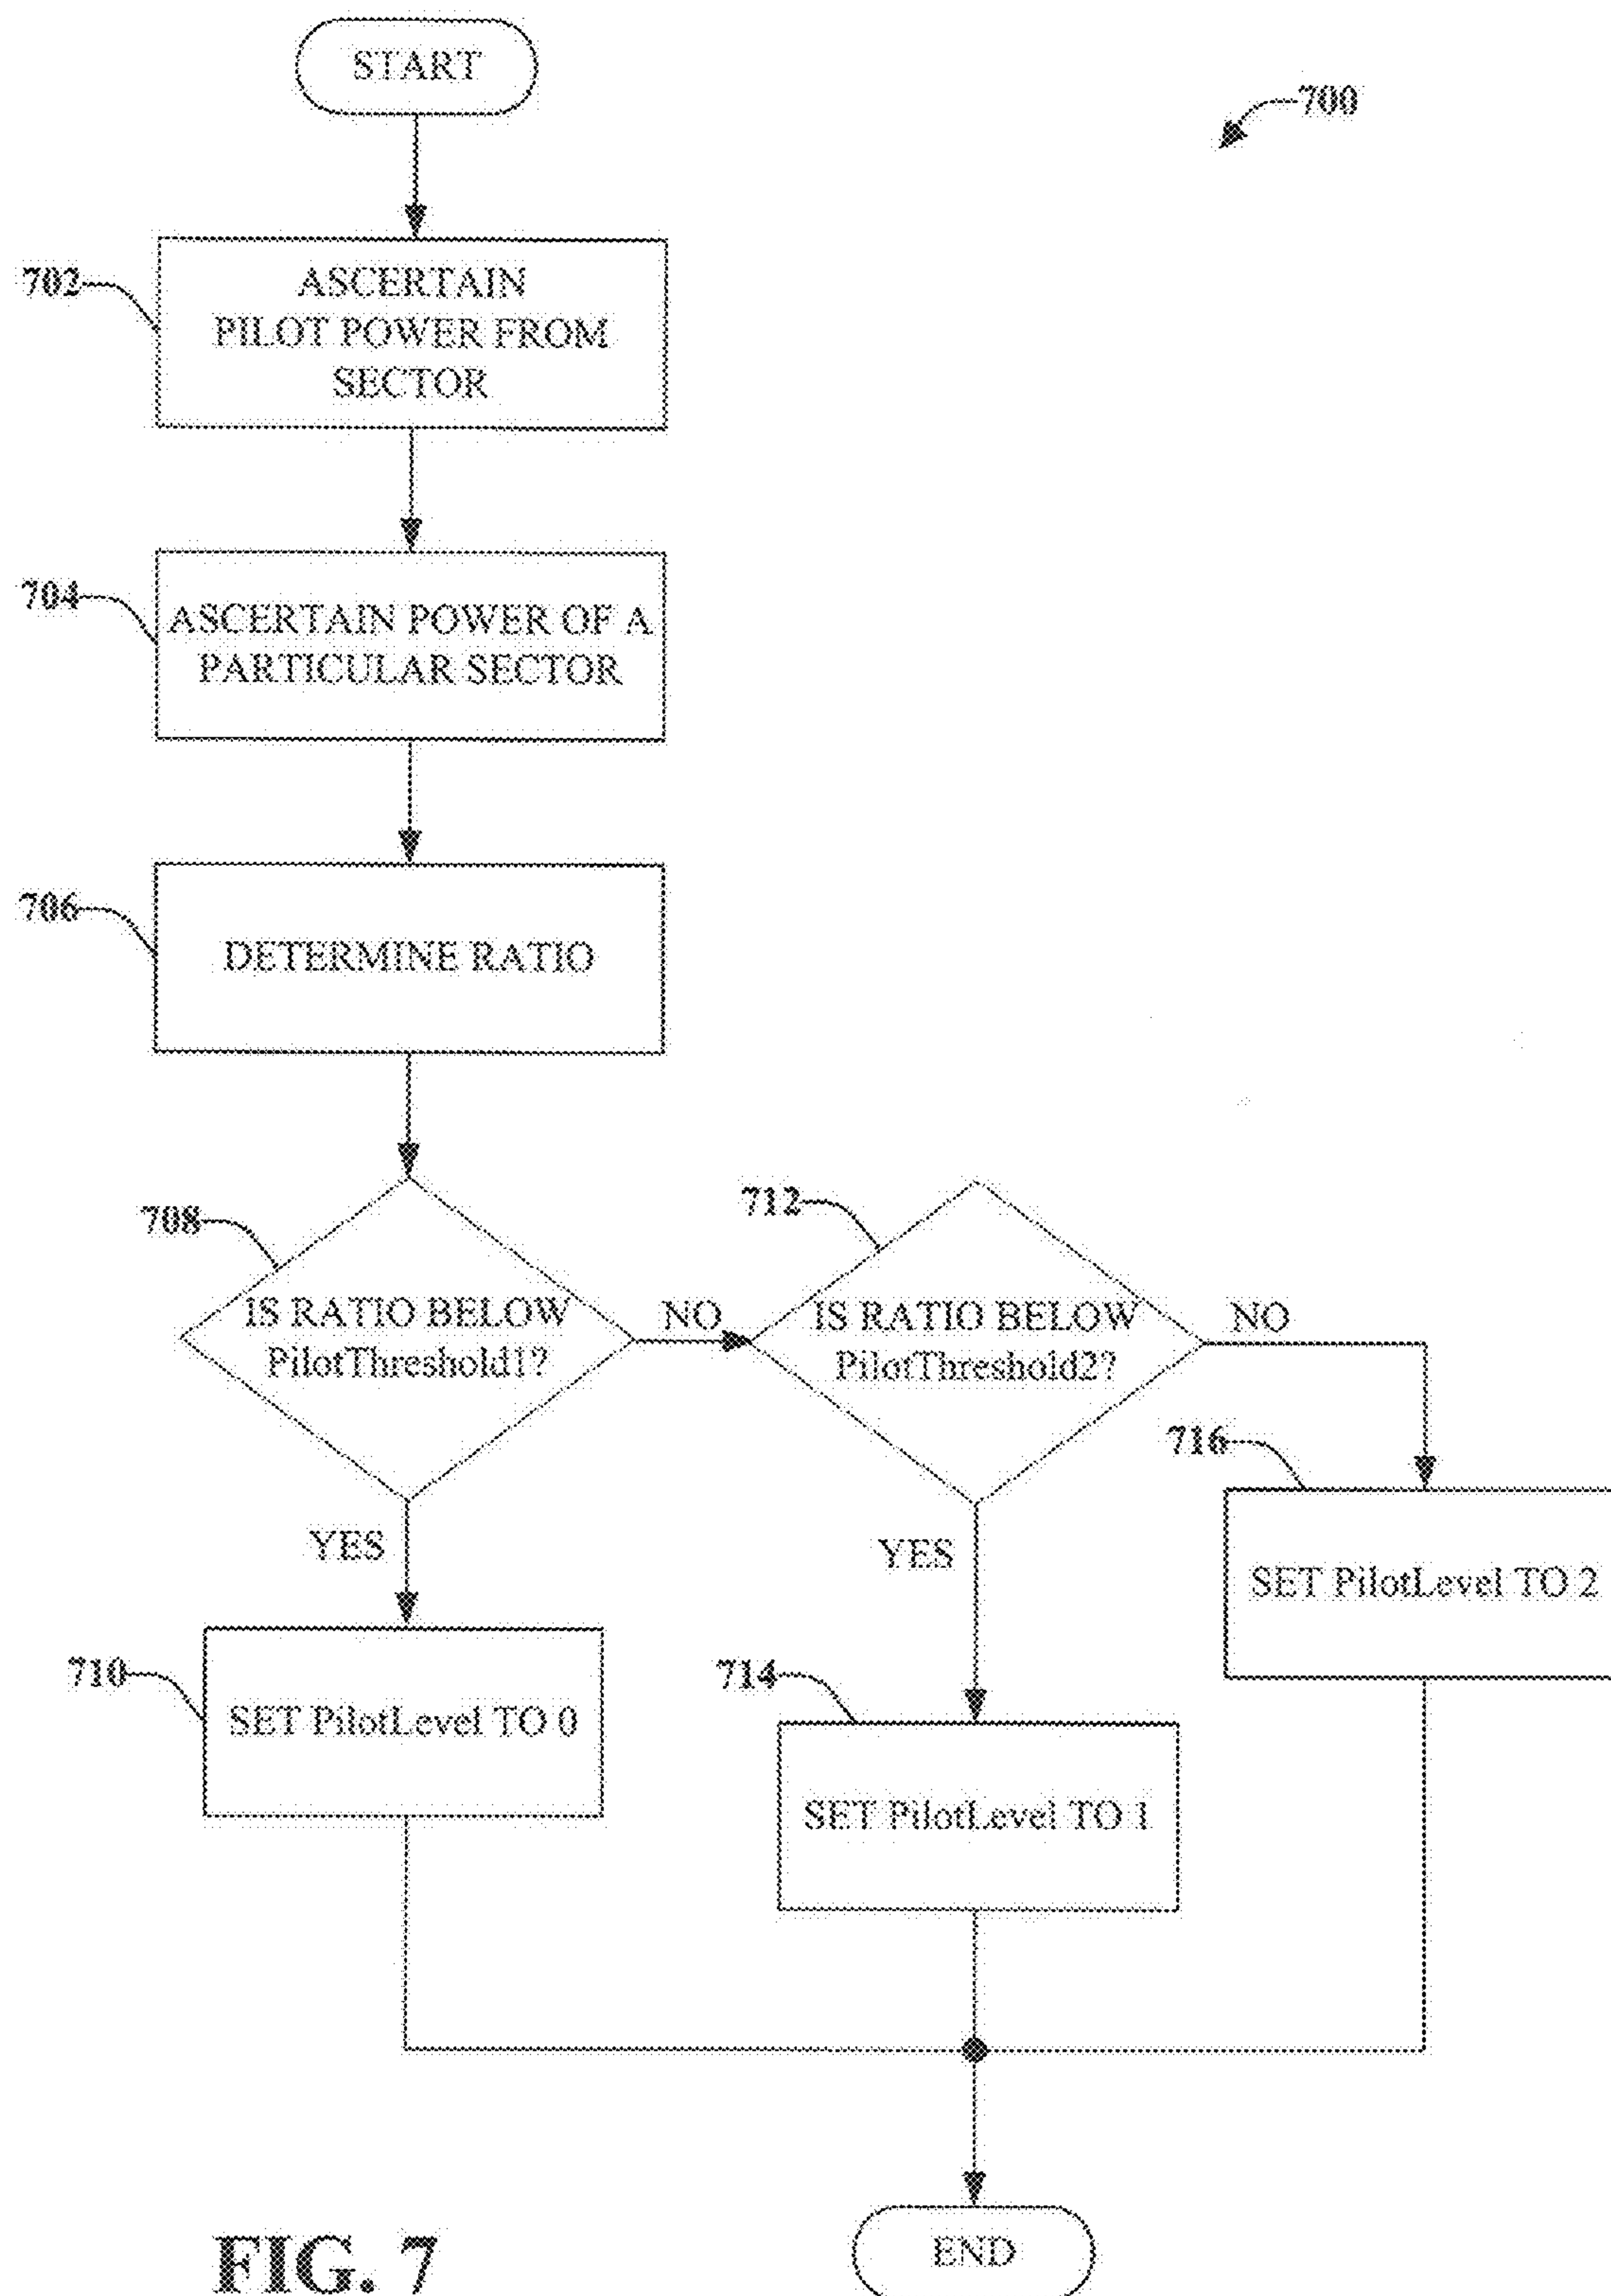 START
700
702
ASCERTAIN
PILOT POWER FROM
SECTOR
704
ASCERTAIN POWER OF A
PARTICULAR SECTOR
706
DETERMINE RATIO
708
IS RATIO BELOW
PilotThreshold1?
NO
712
IS RATIO BELOW
PilotThreshold2?
NO
YES
YES
716
SET PilotLevel TO 2
710
SET PilotLevel TO 0
714
SET PilotLevel TO 1
END
FIG. 7